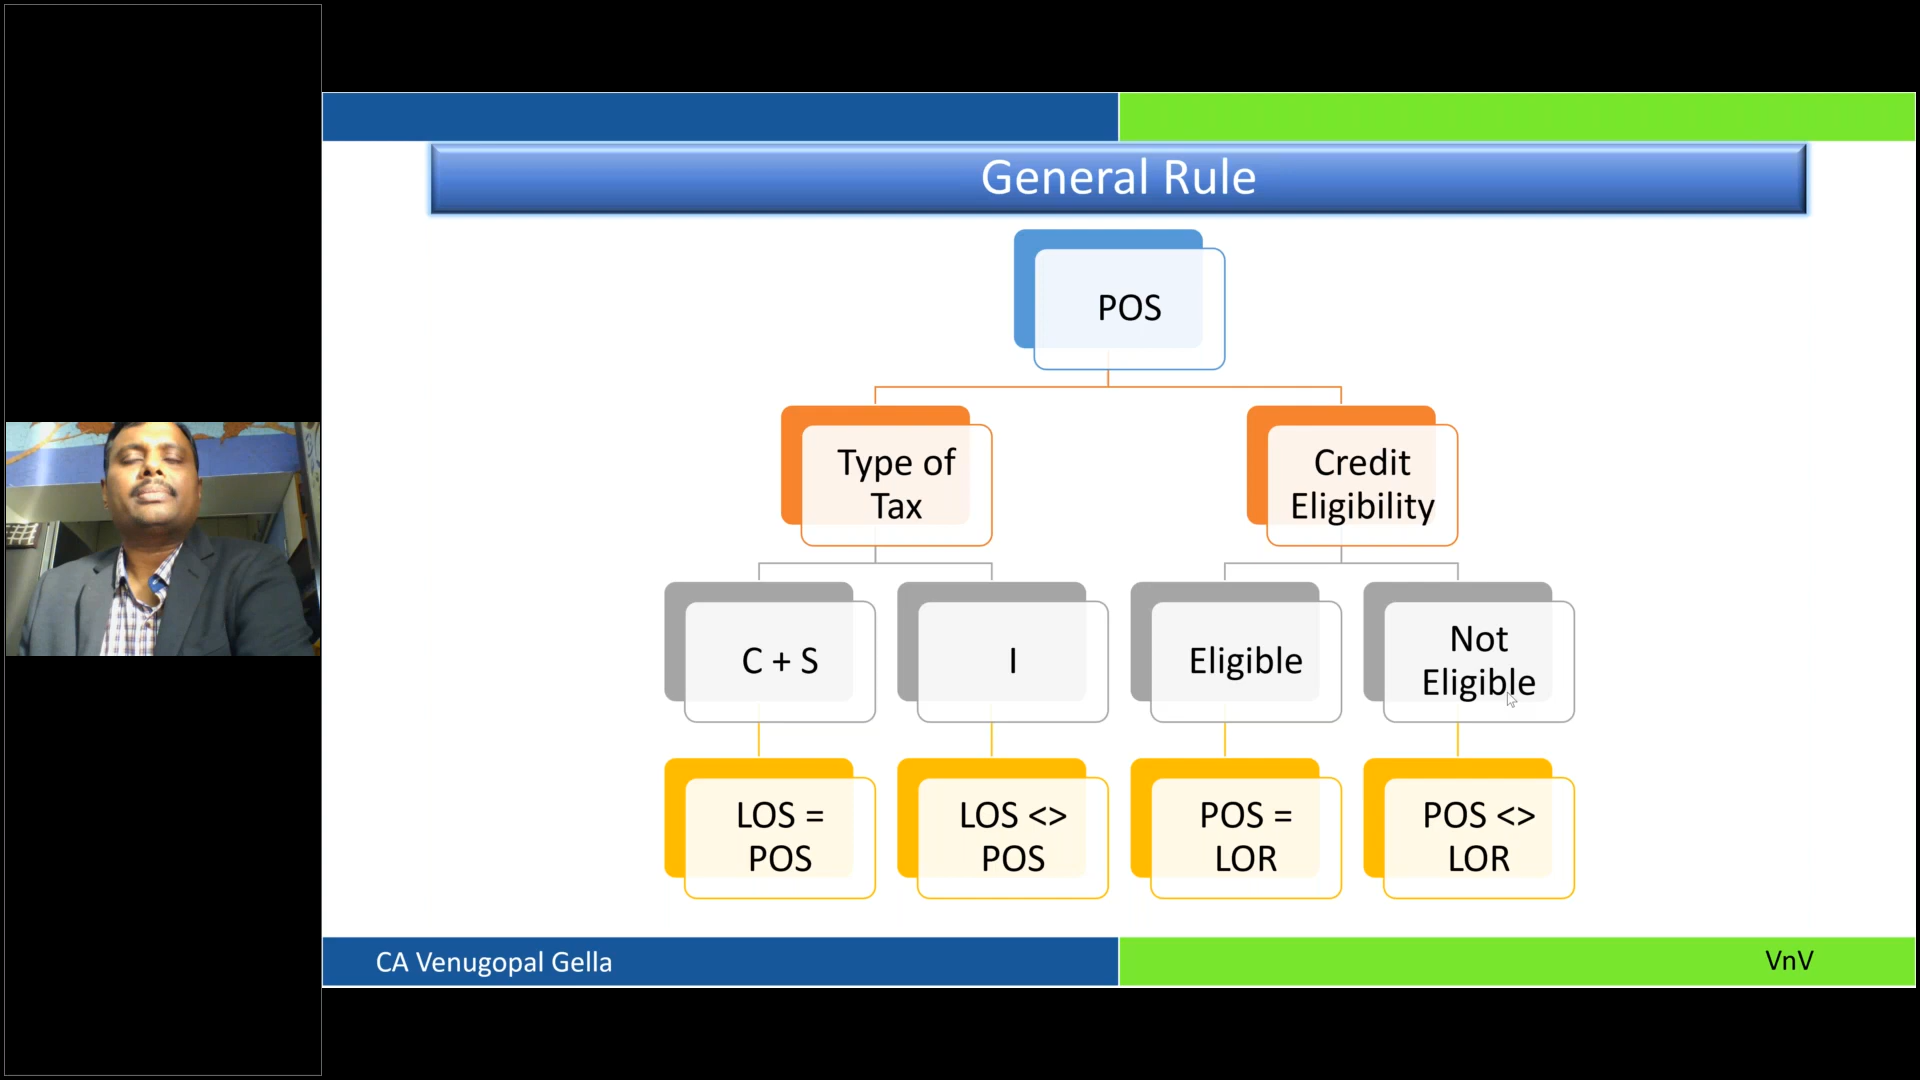 General Rule
POS
Type of
Tax
Credit
Eligibility
C + S
I
Eligible
Not
Eligible
LOS =
POS
LOS <>
POS
POS =
LOR
POS <>
LOR
CA Venugopal Gella
VnV